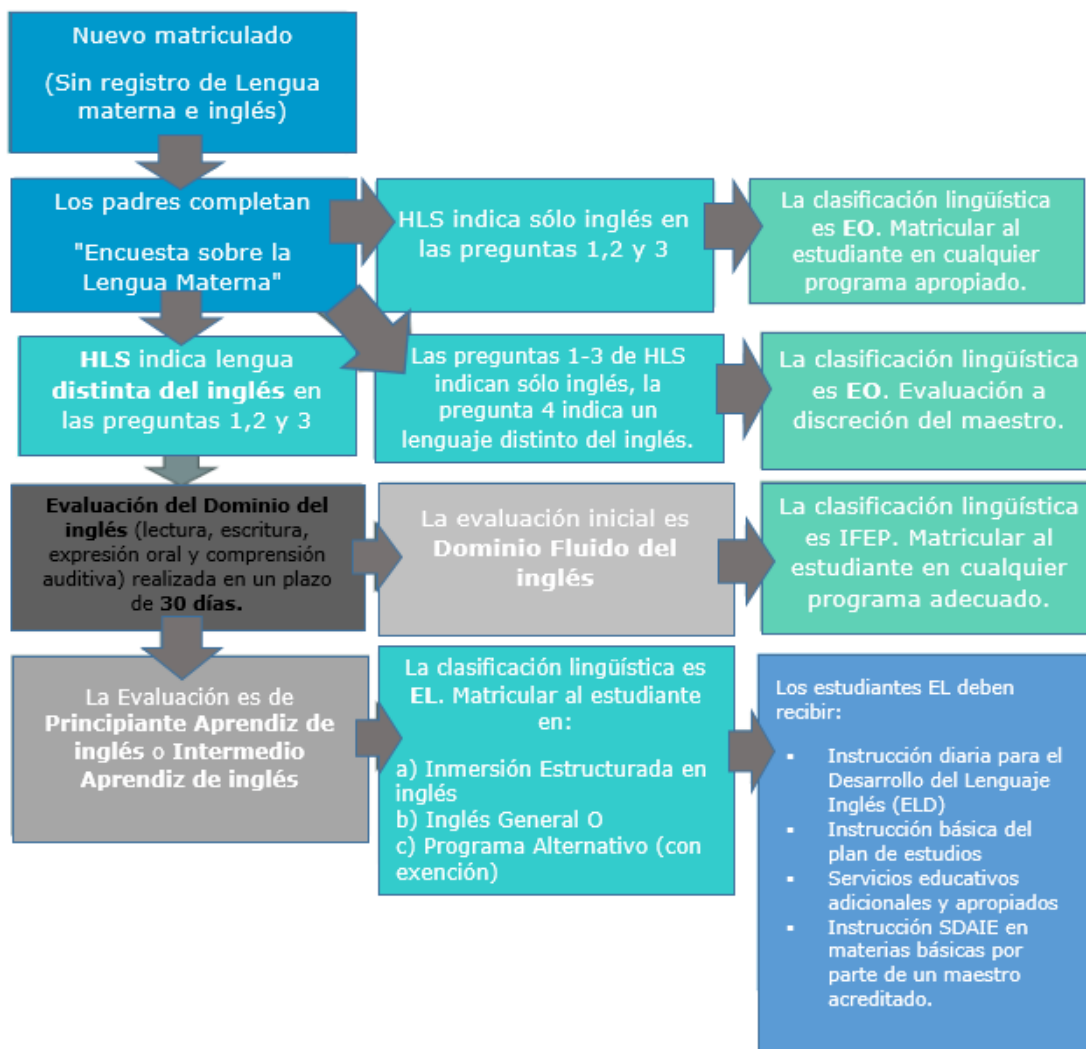 Nuevo matriculado
(Sin registro de Lengua
materna e inglés)
Los padres completan
"Encuesta sobre la
Lengua Materna"
HLS indica sólo inglés en
las preguntas 1,2 y 3
La clasificación lingüística
es EO. Matricular al
estudiante en cualquier
programa apropiado.
HLS indica lengua
distinta del inglés en
las preguntas 1,2 y 3
Las preguntas 1-3 de HLS
indican sólo inglés, la
pregunta 4 indica un
lenguaje distinto del inglés.
La clasificación lingüística
es EO. Evaluación a
discreción del maestro.
Evaluación del Dominio del
inglés (lectura, escritura,
expresión oral y comprensión
auditiva) realizada en un plazo
de 30 días.
La evaluación inicial es
Dominio Fluido del
inglés
La clasificación lingüística
es IFEP. Matricular al
estudiante en cualquier
programa adecuado.
La Evaluación es de
Principiante Aprendiz de
inglés o Intermedio
Aprendiz de inglés
La clasificación lingüística es
EL. Matricular al estudiante
en:
a) Inmersión Estructurada en
inglés
b) Inglés General O
c) Programa Alternativo (con
exención)
Los estudiantes EL deben
recibir:
▪ Instrucción diaria para el
Desarrollo del Lenguaje
Inglés (ELD)
▪ Instrucción básica del
plan de estudios
▪ Servicios educativos
adicionales y apropiados
▪ Instrucción SDAIE en
materias básicas por
parte de un maestro
acreditado.